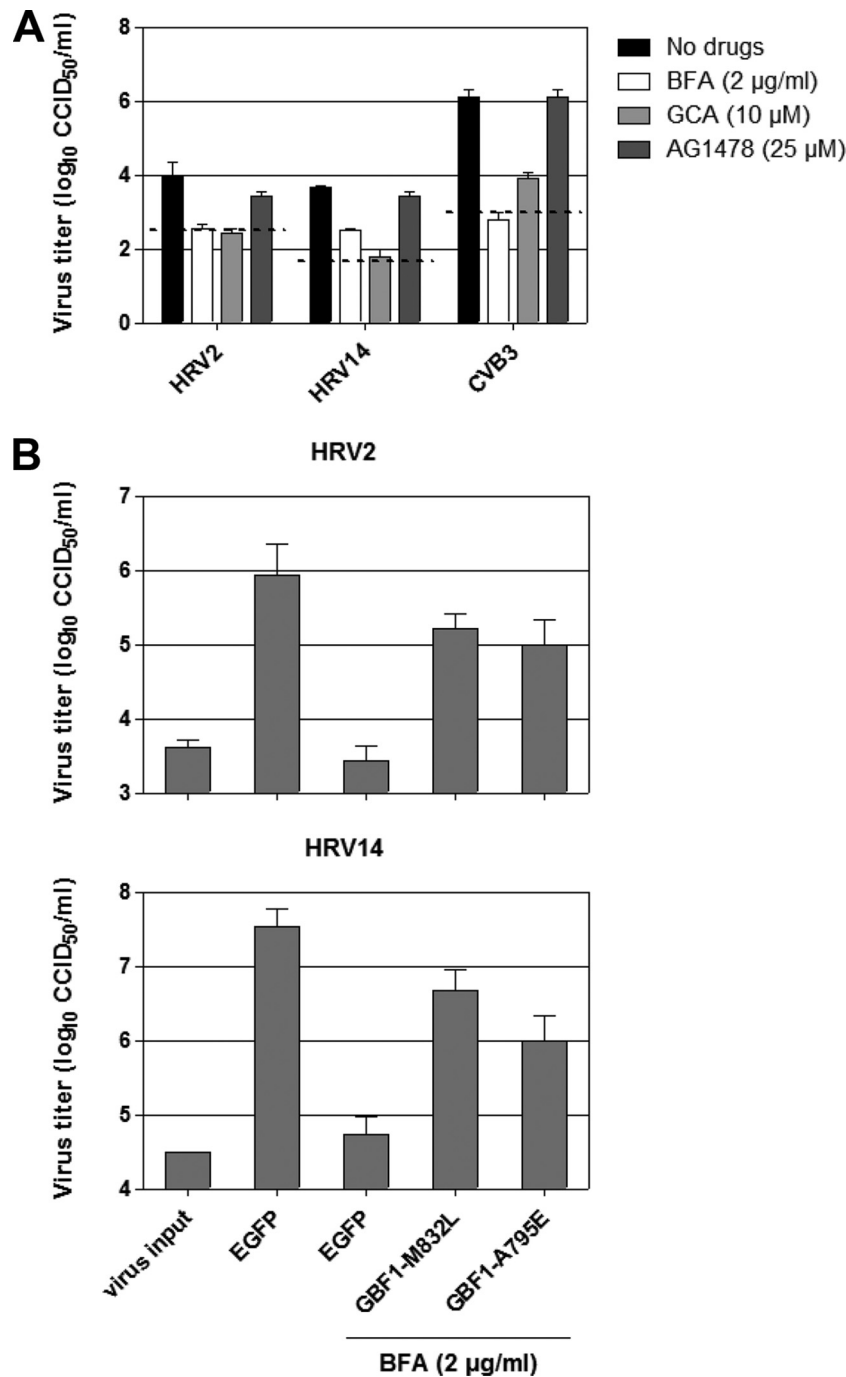 A
Virus titer (log10 CCID50/ml)
8
6
4
2
0
HRV2
HRV14
CVB3
No drugs
BFA (2 µg/ml)
GCA (10 µM)
AG1478 (25 µM)
B
HRV2
Virus titer (log10 CCID50/ml)
7
6
5
4
3
HRV14
Virus titer (log10 CCID50/ml)
8
7
6
5
4
virus input
EGFP
EGFP
GBF1-M832L
GBF1-A795E
BFA (2 µg/ml)